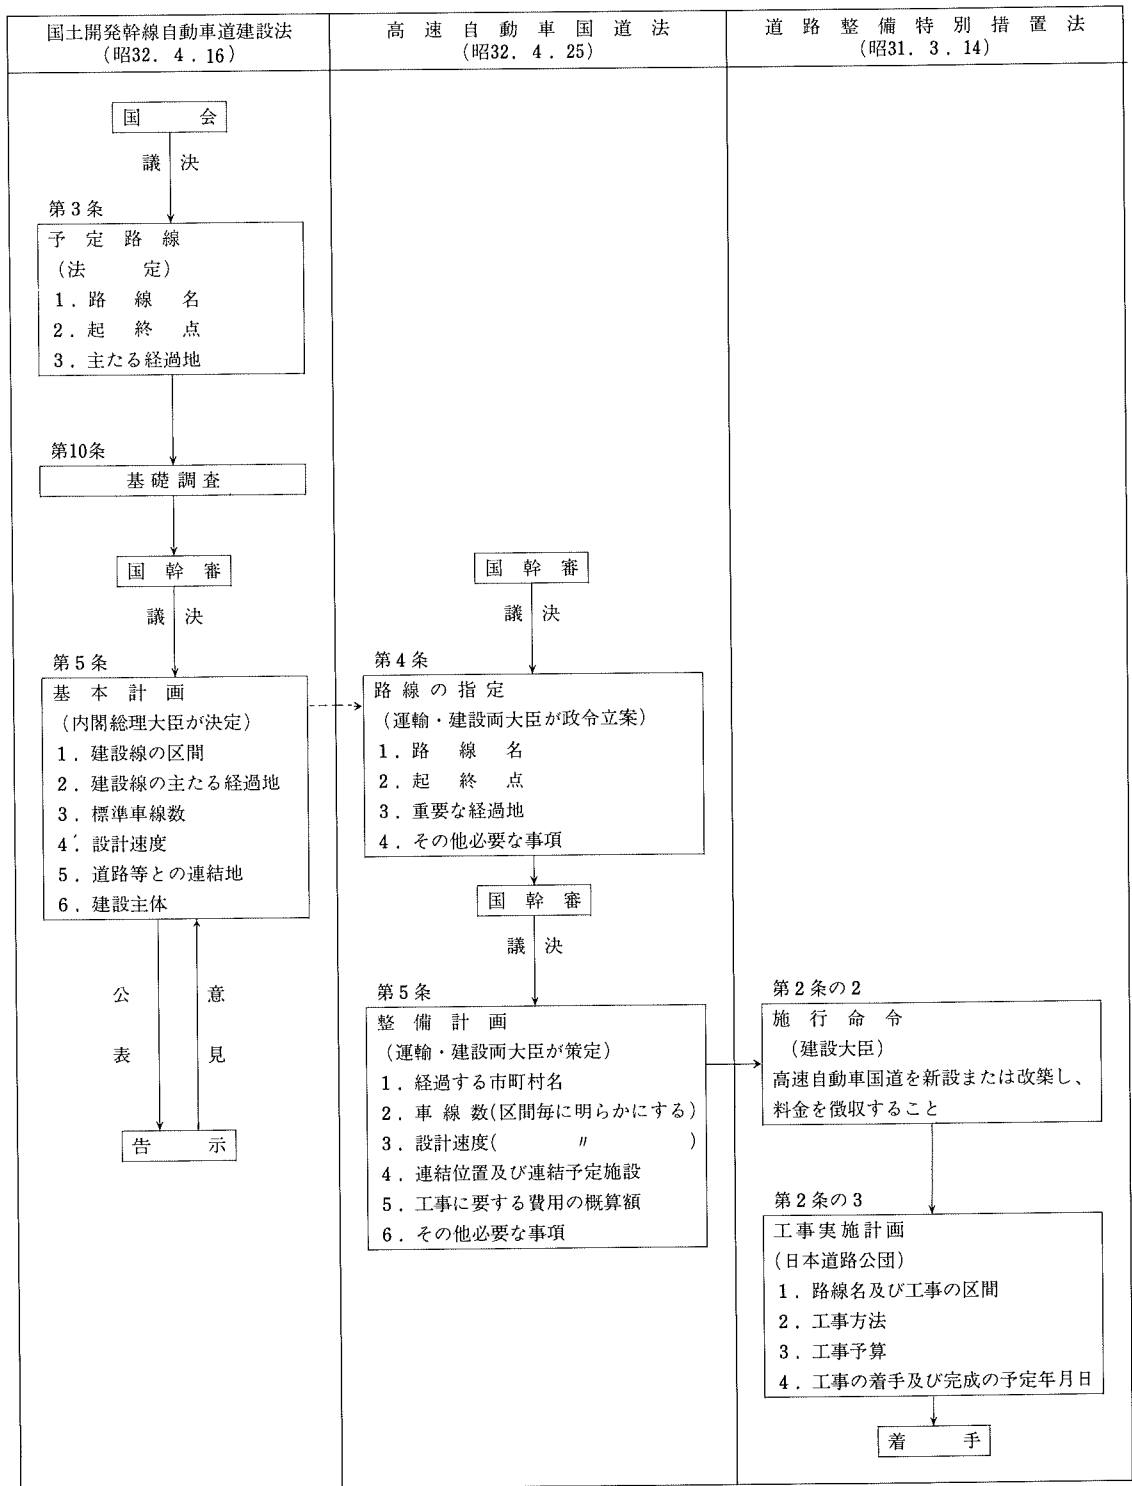 国土開発幹線自動車道建設法
(昭32. 4. 16)
高速自動車国道法
(昭32. 4. 25)
道路整備特別措置法
(昭31. 3. 14)
国会
議決
第3条
予定路線
(法定)
1. 路線名
2. 起終点
3. 主たる経過地
第10条
基礎調査
国幹審
議決
第5条
基本計画
(内閣総理大臣が決定)
1. 建設線の区間
2. 建設線の主たる経過地
3. 標準車線数
4. 設計速度
5. 道路等との連結地
6. 建設主体
公表
意見
告示
国幹審
議決
第4条
路線の指定
(運輸・建設両大臣が政令立案)
1. 路線名
2. 起終点
3. 重要な経過地
4. その他必要な事項
国幹審
議決
第5条
整備計画
(運輸・建設両大臣が策定)
1. 経過する市町村名
2. 車線数(区間毎に明らかにする)
3. 設計速度( 〃 )
4. 連結位置及び連結予定施設
5. 工事に要する費用の概算額
6. その他必要な事項
第2条の2
施行命令
(建設大臣)
高速自動車国道を新設または改築し、
料金を徴収すること
第2条の3
工事実施計画
(日本道路公団)
1. 路線名及び工事の区間
2. 工事方法
3. 工事予算
4. 工事の着手及び完成の予定年月日
着手